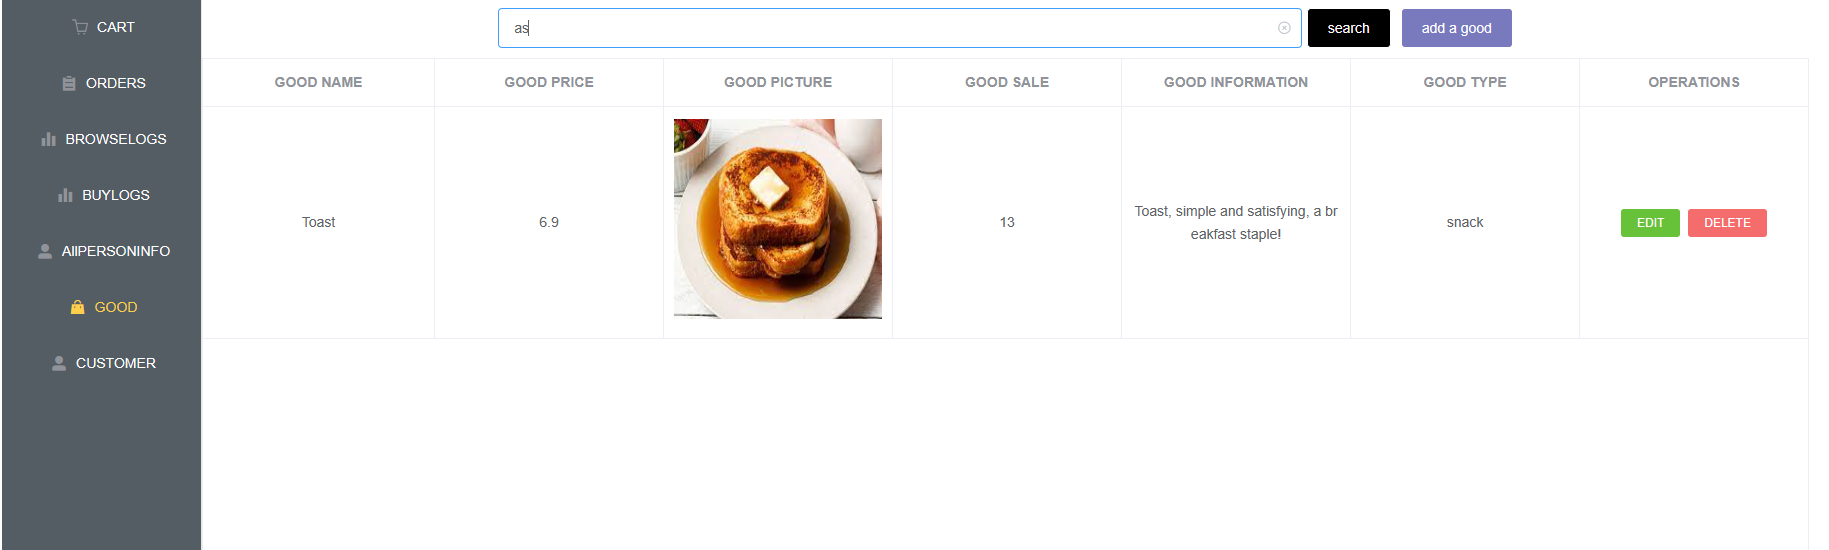 CART
ORDERS
BROWSELOGS
BUYLOGS
AllPERSONINFO
GOOD
CUSTOMER
as
search
add a good
GOOD NAME
GOOD PRICE
GOOD PICTURE
GOOD SALE
GOOD INFORMATION
GOOD TYPE
OPERATIONS
Toast
6.9
13
Toast, simple and satisfying, a br
eakfast staple!
snack
EDIT
DELETE